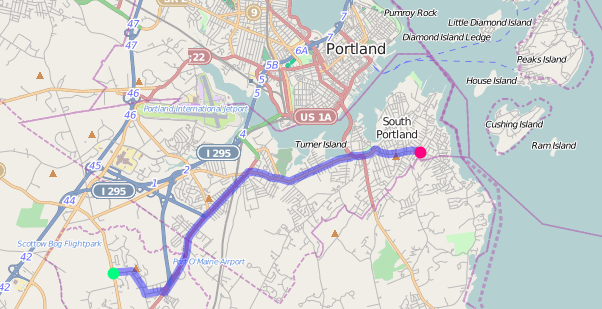 Pumroy Rock
Little Diamond Island
Diamond Island Ledge
9
7
47
47
6A
7
Portland
5B
22
Peaks Island
5
House Island
5
46
Portland International Jetport
46
US 1A
South
Portland
Cushing Island
4
Turner Island
Ram Island
I 295
45
2
1
I 295
44
Scottow Bog Flightpark
Port O'Maine Airport
42
42